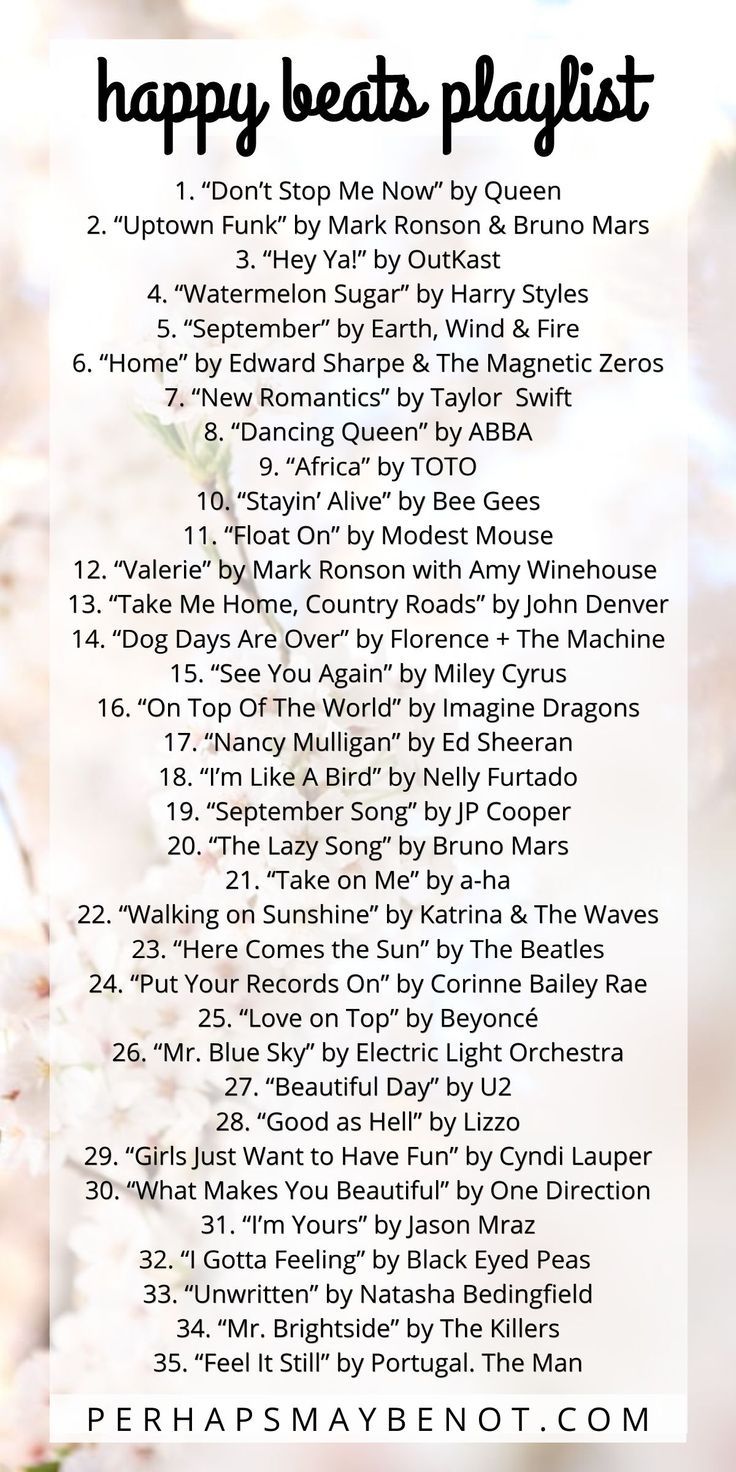 happy beats playlist
1. “Don’t Stop Me Now” by Queen
2. “Uptown Funk” by Mark Ronson & Bruno Mars
3. “Hey Ya!” by OutKast
4. “Watermelon Sugar” by Harry Styles
5. “September” by Earth, Wind & Fire
6. “Home” by Edward Sharpe & The Magnetic Zeros
7. “New Romantics” by Taylor  Swift
8. “Dancing Queen” by ABBA
9. “Africa” by TOTO
10. “Stayin’ Alive” by Bee Gees
11. “Float On” by Modest Mouse
12. “Valerie” by Mark Ronson with Amy Winehouse
13. “Take Me Home, Country Roads” by John Denver
14. “Dog Days Are Over” by Florence + The Machine
15. “See You Again” by Miley Cyrus
16. “On Top Of The World” by Imagine Dragons
17. “Nancy Mulligan” by Ed Sheeran
18. “I’m Like A Bird” by Nelly Furtado
19. “September Song” by JP Cooper
20. “The Lazy Song” by Bruno Mars
21. “Take on Me” by a-ha
22. “Walking on Sunshine” by Katrina & The Waves
23. “Here Comes the Sun” by The Beatles
24. “Put Your Records On” by Corinne Bailey Rae
25. “Love on Top” by Beyoncé
26. “Mr. Blue Sky” by Electric Light Orchestra
27. “Beautiful Day” by U2
28. “Good as Hell” by Lizzo
29. “Girls Just Want to Have Fun” by Cyndi Lauper
30. “What Makes You Beautiful” by One Direction
31. “I’m Yours” by Jason Mraz
32. “I Gotta Feeling” by Black Eyed Peas
33. “Unwritten” by Natasha Bedingfield
34. “Mr. Brightside” by The Killers
35. “Feel It Still” by Portugal. The Man
PERHAPSMAYBENOT.COM